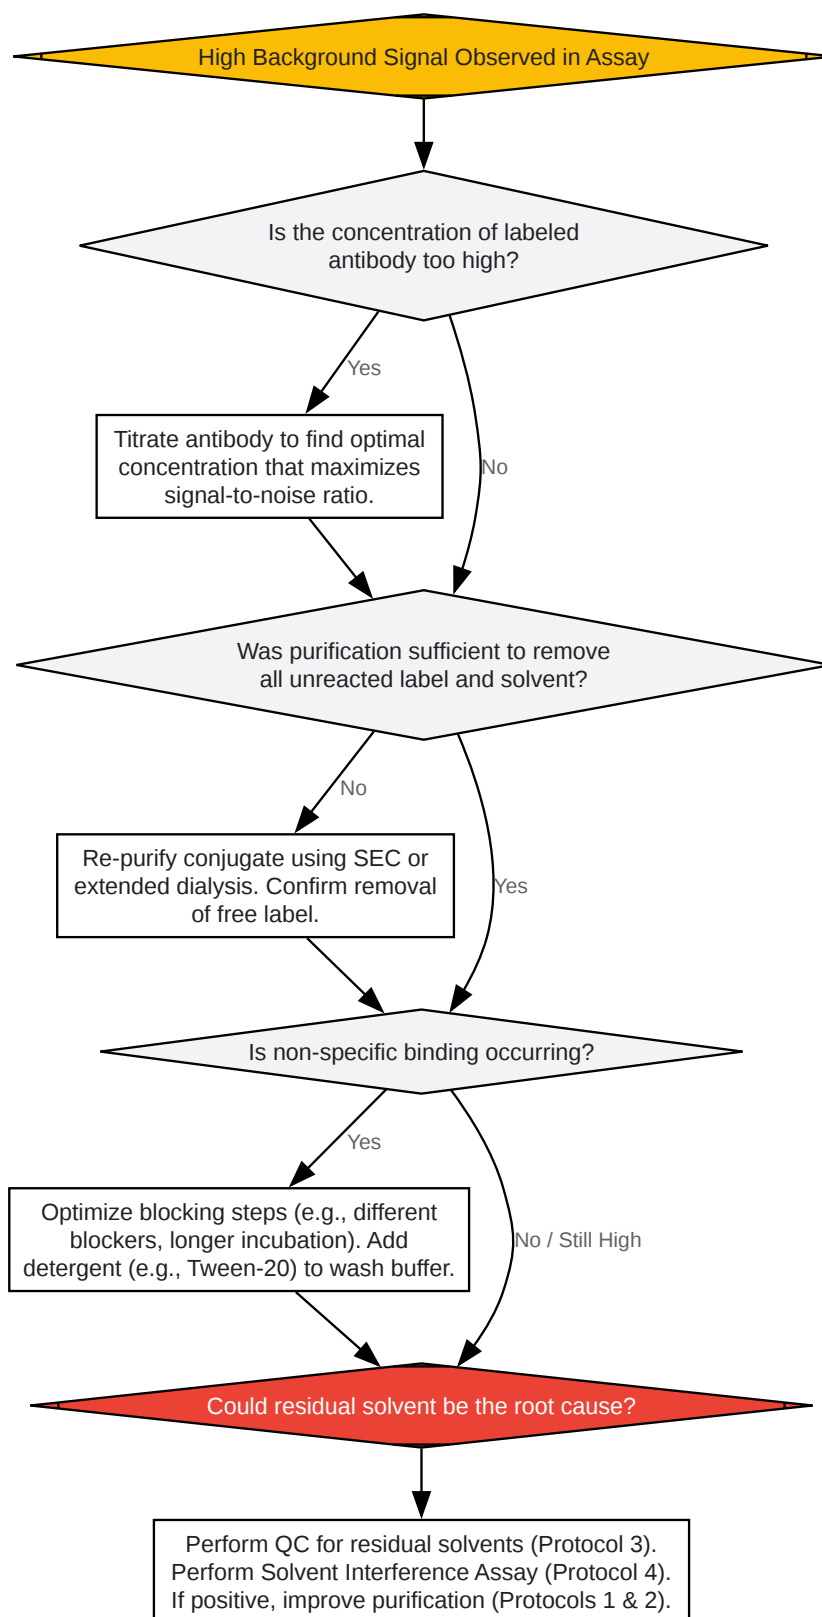 High Background Signal Observed in Assay
Is the concentration of labeled
antibody too high?
Yes
Titrate antibody to find optimal
concentration that maximizes
signal-to-noise ratio.
No
Was purification sufficient to remove
all unreacted label and solvent?
No
Re-purify conjugate using SEC or
extended dialysis. Confirm removal
of free label.
Yes
Is non-specific binding occurring?
Yes
Optimize blocking steps (e.g., different
blockers, longer incubation). Add
detergent (e.g., Tween-20) to wash buffer.
No / Still High
Could residual solvent be the root cause?
Perform QC for residual solvents (Protocol 3).
Perform Solvent Interference Assay (Protocol 4).
If positive, improve purification (Protocols 1 & 2).